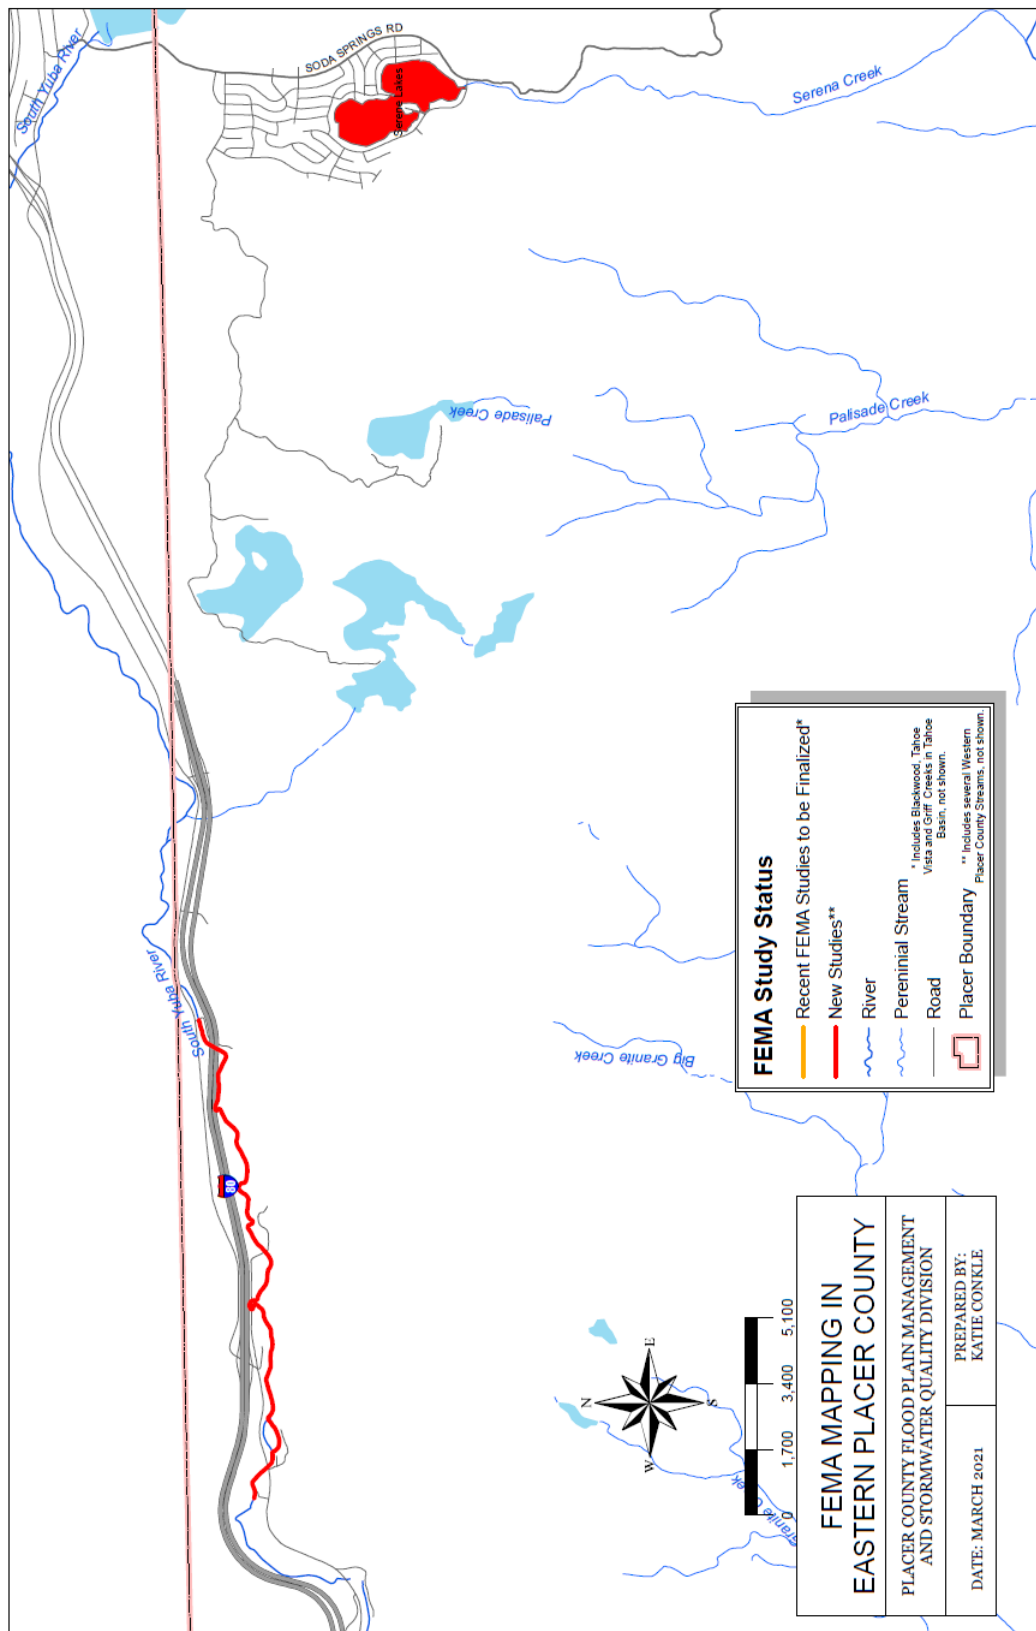 South Yuba River
SODA SPRINGS RD
Serene Lakes
Serena Creek
Palisade Creek
Palisade Creek
South Yuba River
80
Big Granite Creek
FEMA Study Status
Recent FEMA Studies to be Finalized*
New Studies**
River
Pereninial Stream
Road
Placer Boundary
* Includes Blackwood, Tahoe
Vista and Griff Creeks in Tahoe
Basin, not shown.
** Includes several Western
Placer County Streams, not shown.
N
W
E
S
0
1,700
3,400
5,100
Granite Creek
FEMA MAPPING IN
EASTERN PLACER COUNTY
PLACER COUNTY FLOOD PLAIN MANAGEMENT
AND STORMWATER QUALITY DIVISION
DATE: MARCH 2021
PREPARED BY:
KATIE CONKLE